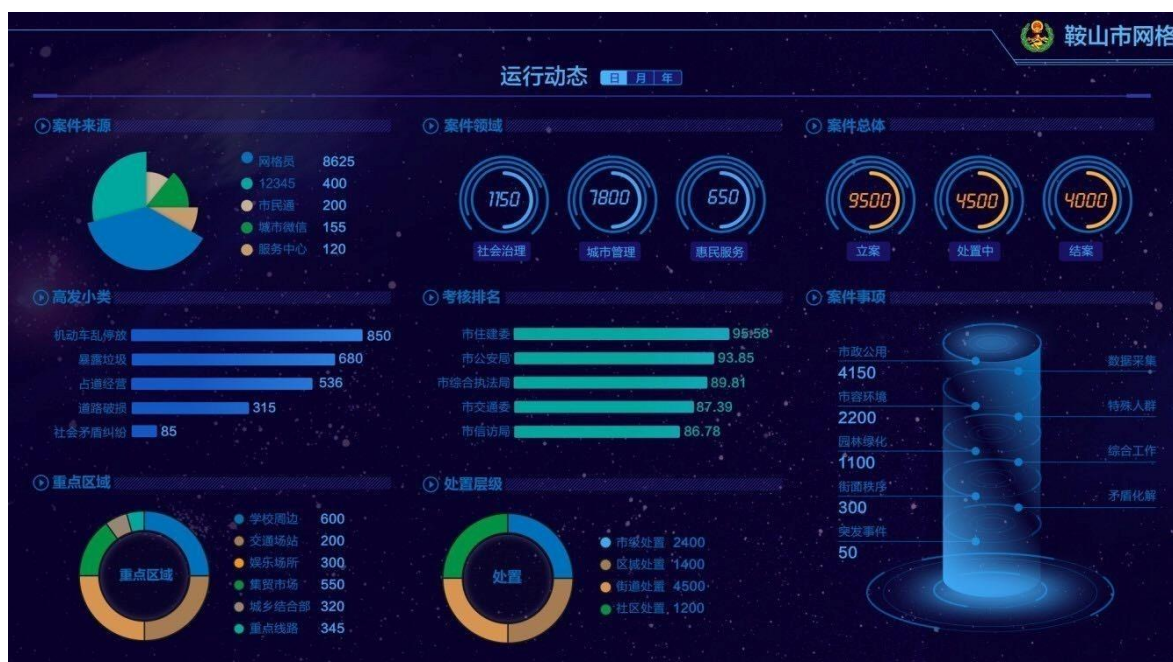 鞍山市网格
运行动态 日 月 年
案件来源
网格员 8625
12345 400
市民通 200
城市微信 155
服务中心 120
案件领域
1150 7800 650
社会治理 城市管理 惠民服务
案件总体
9500 4500 4000
立案 处置中 结案
高发小类
机动车乱停放 850
暴露垃圾 680
占道经营 536
道路破损 315
社会矛盾纠纷 85
考核排名
市住建委 95.58
市公安局 93.85
市综合执法局 89.81
市交通委 87.39
市信访局 86.78
案件事项
市政公用
4150
市容环境
2200
园林绿化
1100
街面秩序
300
突发事件
50
数据采集
特殊人群
综合工作
矛盾化解
重点区域
重点区域
学校周边 600
交通场站 200
娱乐场所 300
集贸市场 550
城乡结合部 320
重点线路 345
处置层级
处置
市级处置 2400
区域处置 1400
街道处置 4500
社区处置 1200